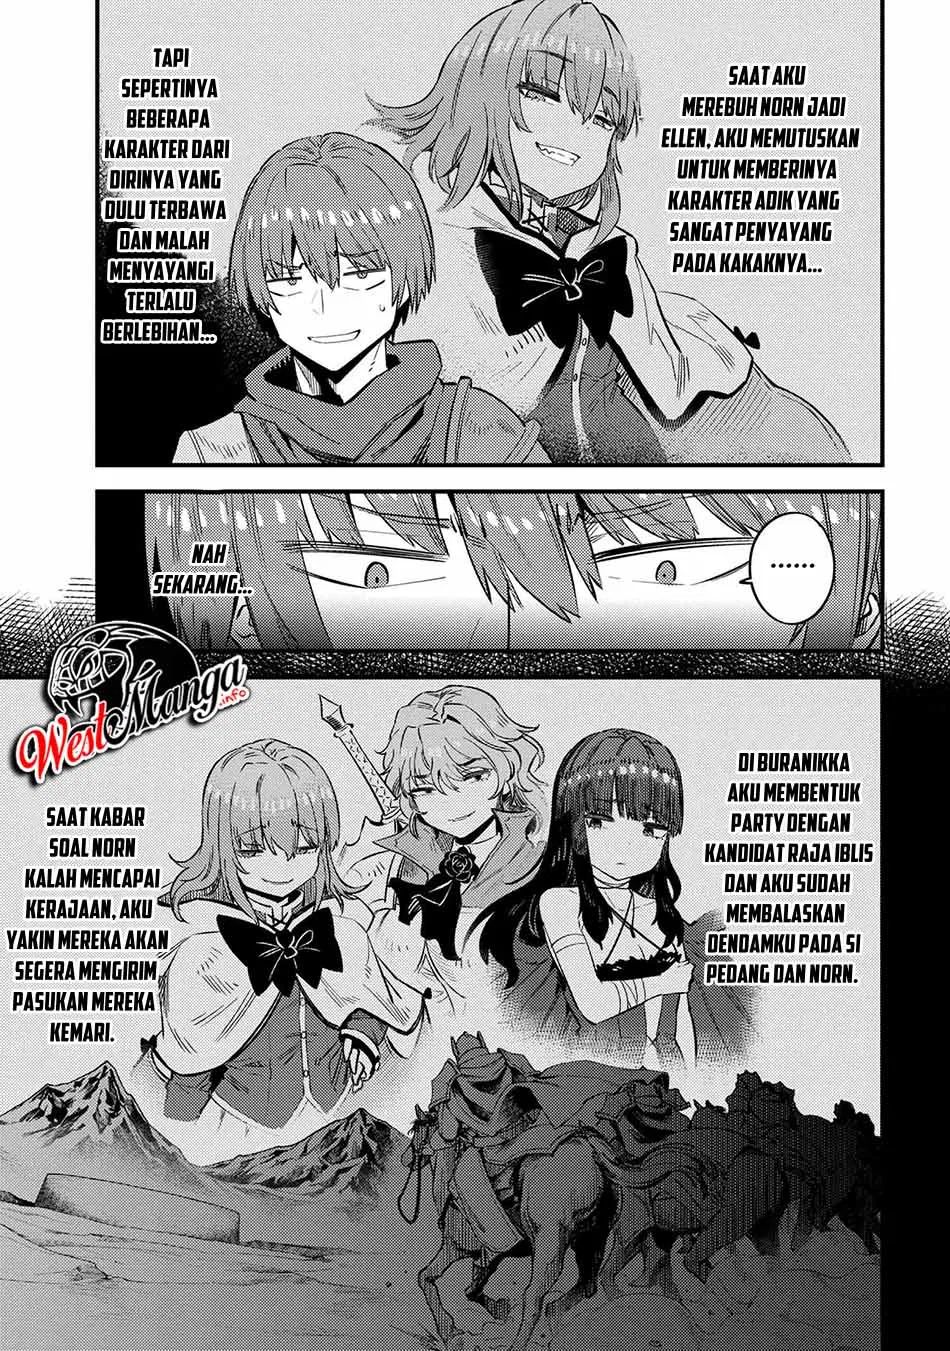 SAAT AKU
MEREBUH NORN JADI
ELLEN, AKU MEMUTUSKAN
UNTUK MEMBERINYA
KARAKTER ADIK YANG
SANGAT PENYAYANG
PADA KAKAKNYA...
TAPI
SEPERTINYA
BEBERAPA
KARAKTER DARI
DIRINYA YANG
DULU TERBAWA
DAN MALAH
MENYAYANGI
TERLALU
BERLEBIHAN...
.......
NAH
SEKARANG...
WESTMANGA
.info
DI BURANIKKA
AKU MEMBENTUK
PARTY DENGAN
KANDIDAT RAJA IBLIS
DAN AKU SUDAH
MEMBALASKAN
DENDAMKU PADA SI
PEDANG DAN NORN.
SAAT KABAR
SOAL NORN
KALAH MENCAPAI
KERAJAAN, AKU
YAKIN MEREKA AKAN
SEGERA MENGIRIM
PASUKAN MEREKA
KEMARI.